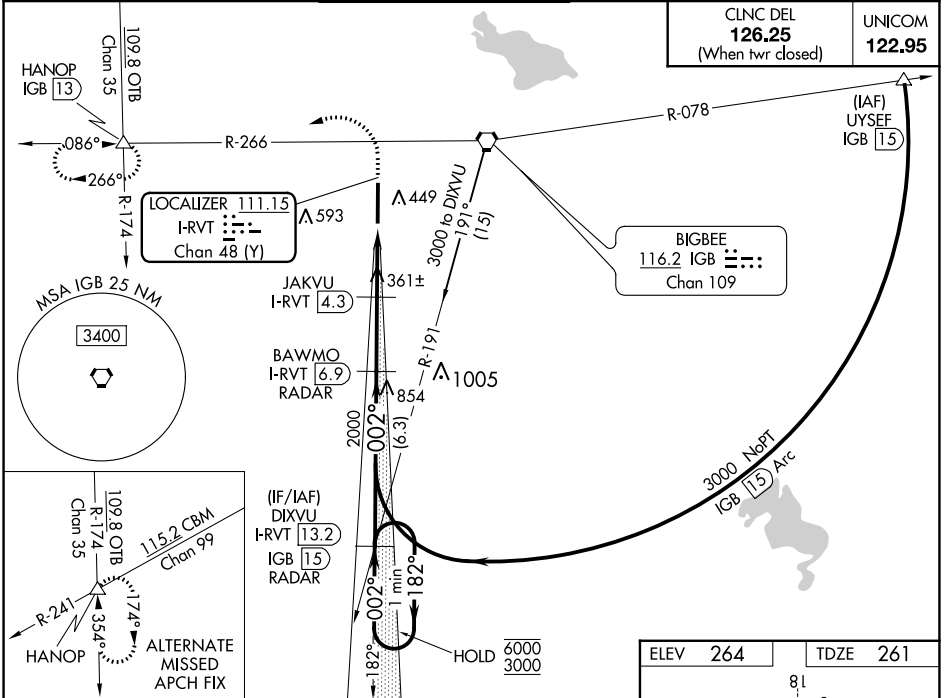 CLNC DEL
126.25
(When twr closed)
UNICOM
122.95
109.8 OTB
Chan 35
HANOP
IGB 13
086°
266°
R-266
R-174
R-078
(IAF)
UYSEF
IGB 15
LOCALIZER 111.15
I-RVT
Chan 48 (Y)
593
449
3000 to DIXVU
191°
(15)
BIGBEE
116.2 IGB
Chan 109
MSA IGB 25 NM
3400
JAKVU
I-RVT 4.3
361±
R-191
BAWMO
I-RVT 6.9
RADAR
1005
854
2000
002°
(6.3)
3000 NoPT
IGB 15 Arc
(IF/IAF)
DIXVU
I-RVT 13.2
IGB 15
RADAR
002°
1 min
182°
182°
HOLD 6000
3000
109.8 OTB
R-174
Chan 35
115.2 CBM
Chan 99
R-241
354°
174°
HANOP
ALTERNATE
MISSED
APCH FIX
ELEV 264
TDZE 261
18